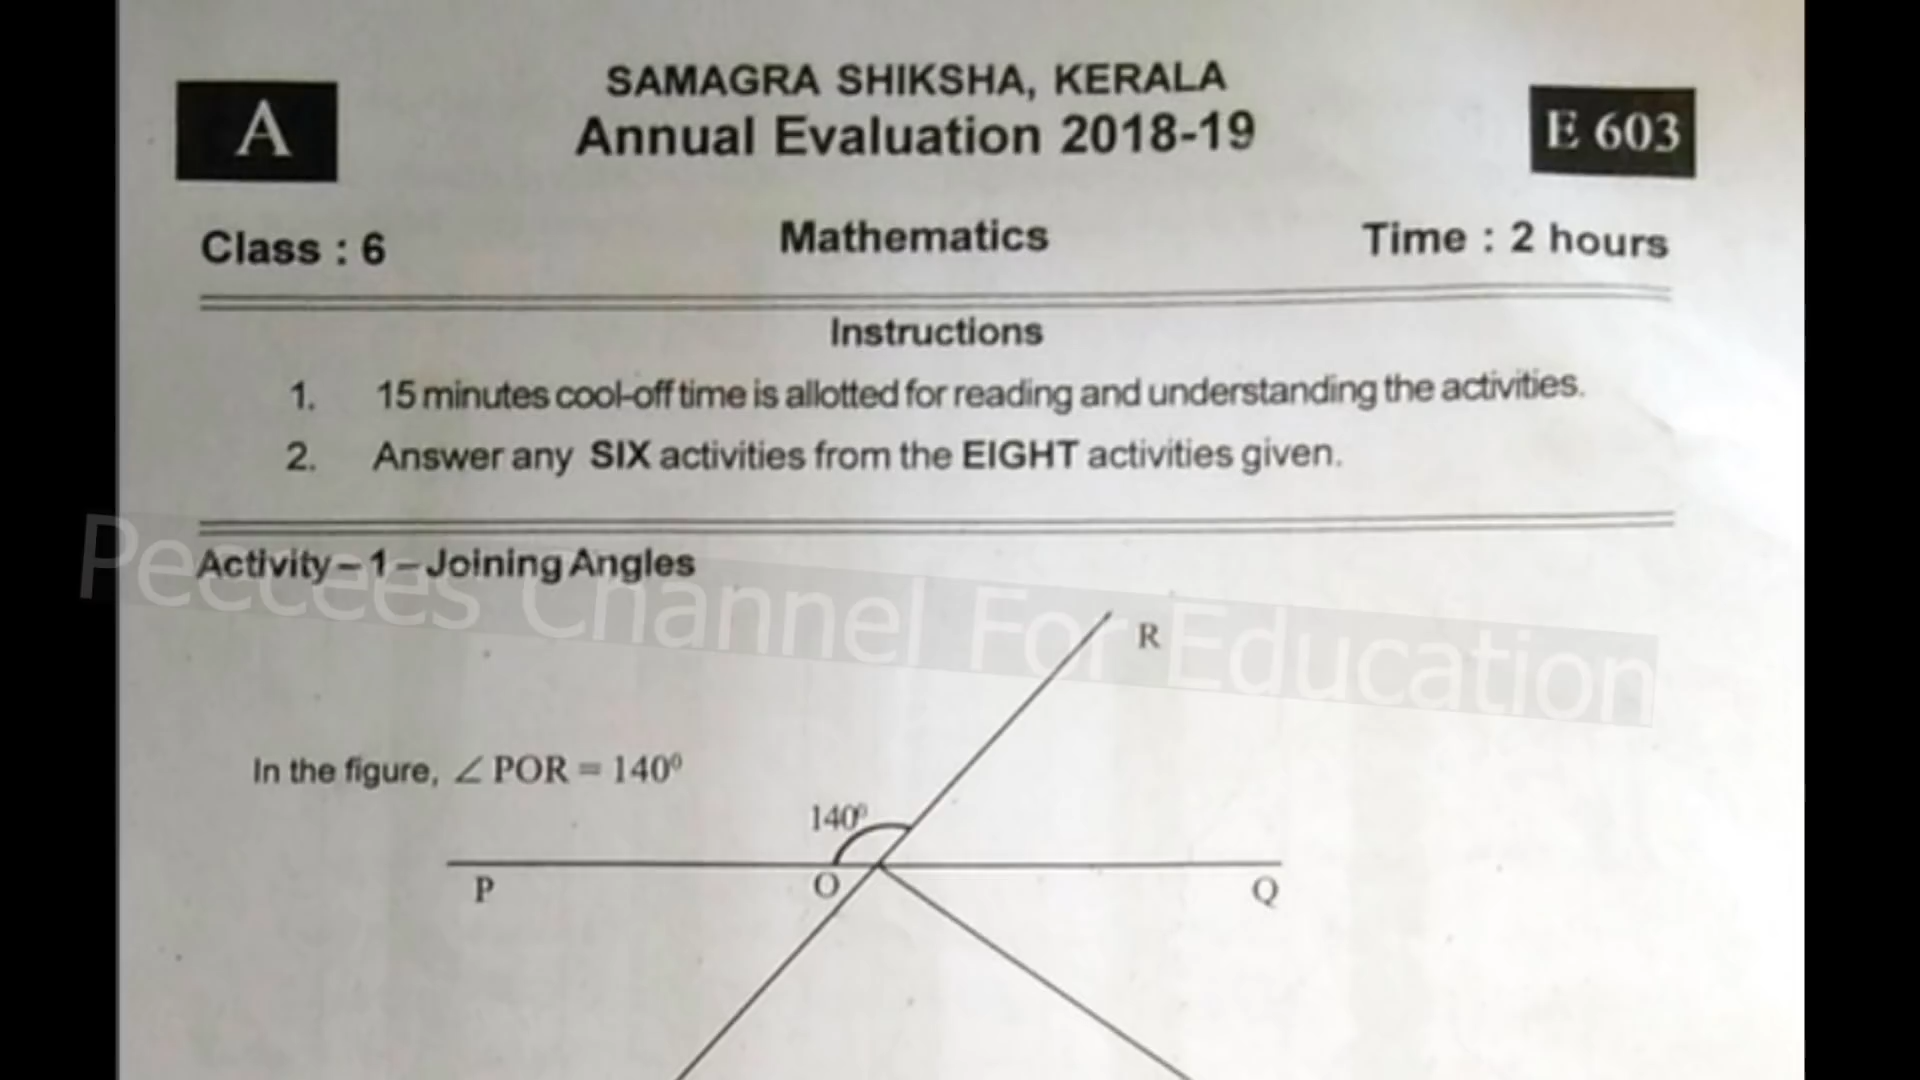 A
SAMAGRA SHIKSHA, KERALA
E 603
Annual Evaluation 2018-19
Class : 6
Mathematics
Time : 2 hours
Instructions
1. 15 minutes cool-off time is allotted for reading and understanding the activities.
2. Answer any SIX activities from the EIGHT activities given.
Activity – 1 – Joining Angles
Peecees Channel For Education
R
In the figure, ∠ POR = 140⁰
140⁰
P
O
Q